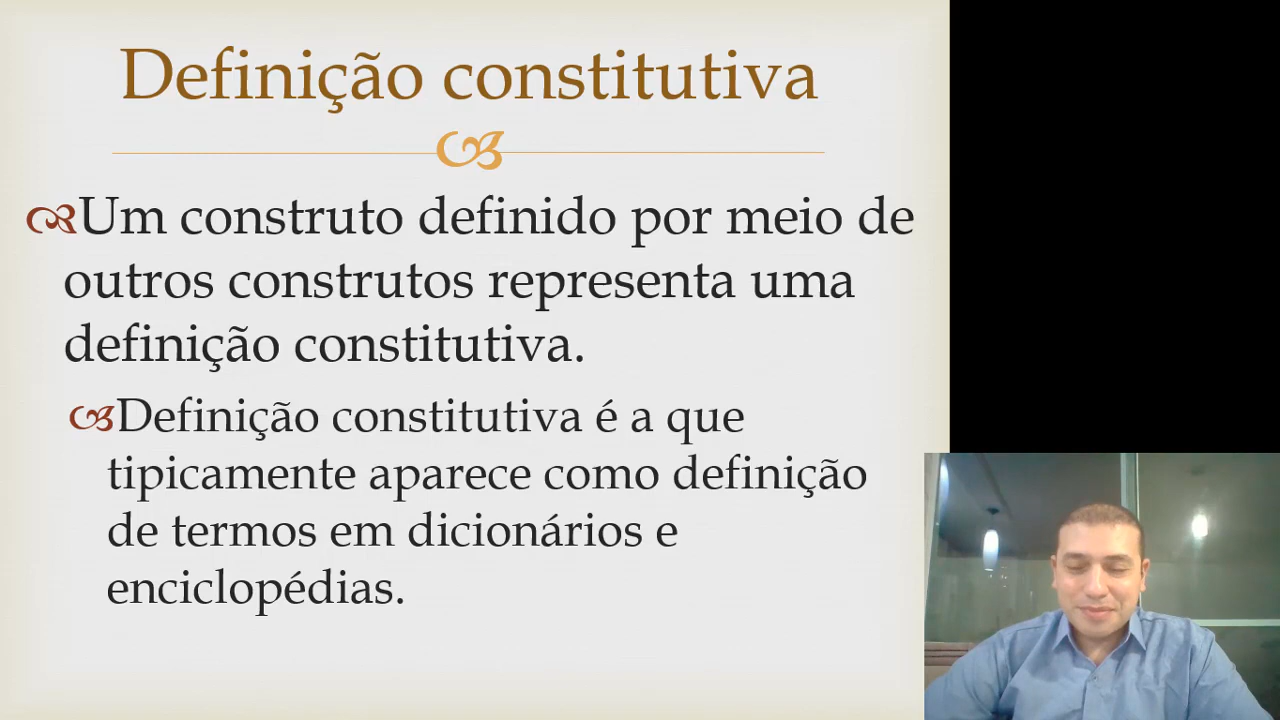 Definição constitutiva
Um construto definido por meio de
outros construtos representa uma
definição constitutiva.
Definição constitutiva é a que
tipicamente aparece como definição
de termos em dicionários e
enciclopédias.